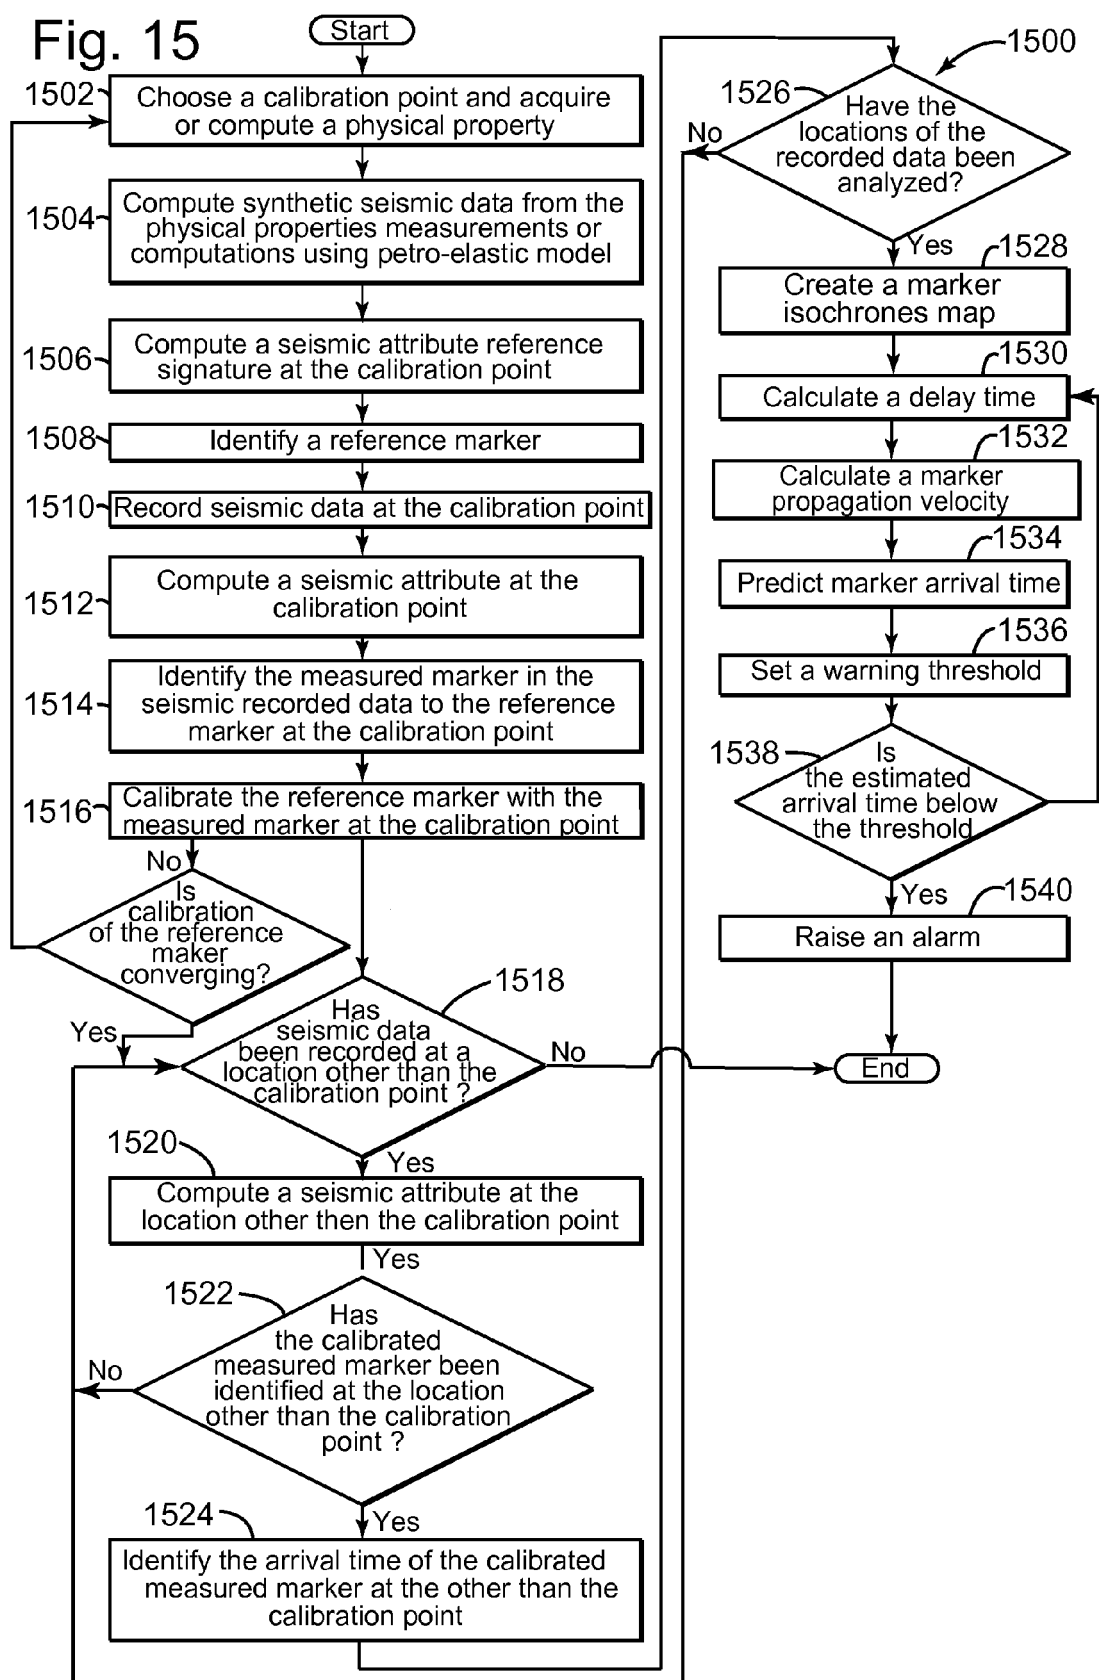 Fig. 15
Start
1502
Choose a calibration point and acquire
or compute a physical property
1504
Compute synthetic seismic data from the
physical properties measurements or
computations using petro-elastic model
1506
Compute a seismic attribute reference
signature at the calibration point
1508
Identify a reference marker
1510
Record seismic data at the calibration point
1512
Compute a seismic attribute at the
calibration point
1514
Identify the measured marker in the
seismic recorded data to the reference
marker at the calibration point
1516
Calibrate the reference marker with the
measured marker at the calibration point
No
Is
calibration
of the reference
maker
converging?
Yes
1518
Has
seismic data
been recorded at a
location other than the
calibration point ?
No
Yes
1520
Compute a seismic attribute at the
location other then the calibration point
Yes
1522
Has
the calibrated
measured marker been
identified at the location
other than the calibration
point ?
No
Yes
1524
Identify the arrival time of the calibrated
measured marker at the other than the
calibration point
1500
1526
Have the
locations of the
recorded data been
analyzed?
No
Yes
1528
Create a marker
isochrones map
1530
Calculate a delay time
1532
Calculate a marker
propagation velocity
1534
Predict marker arrival time
1536
Set a warning threshold
1538
Is
the estimated
arrival time below
the threshold
Yes
1540
Raise an alarm
End